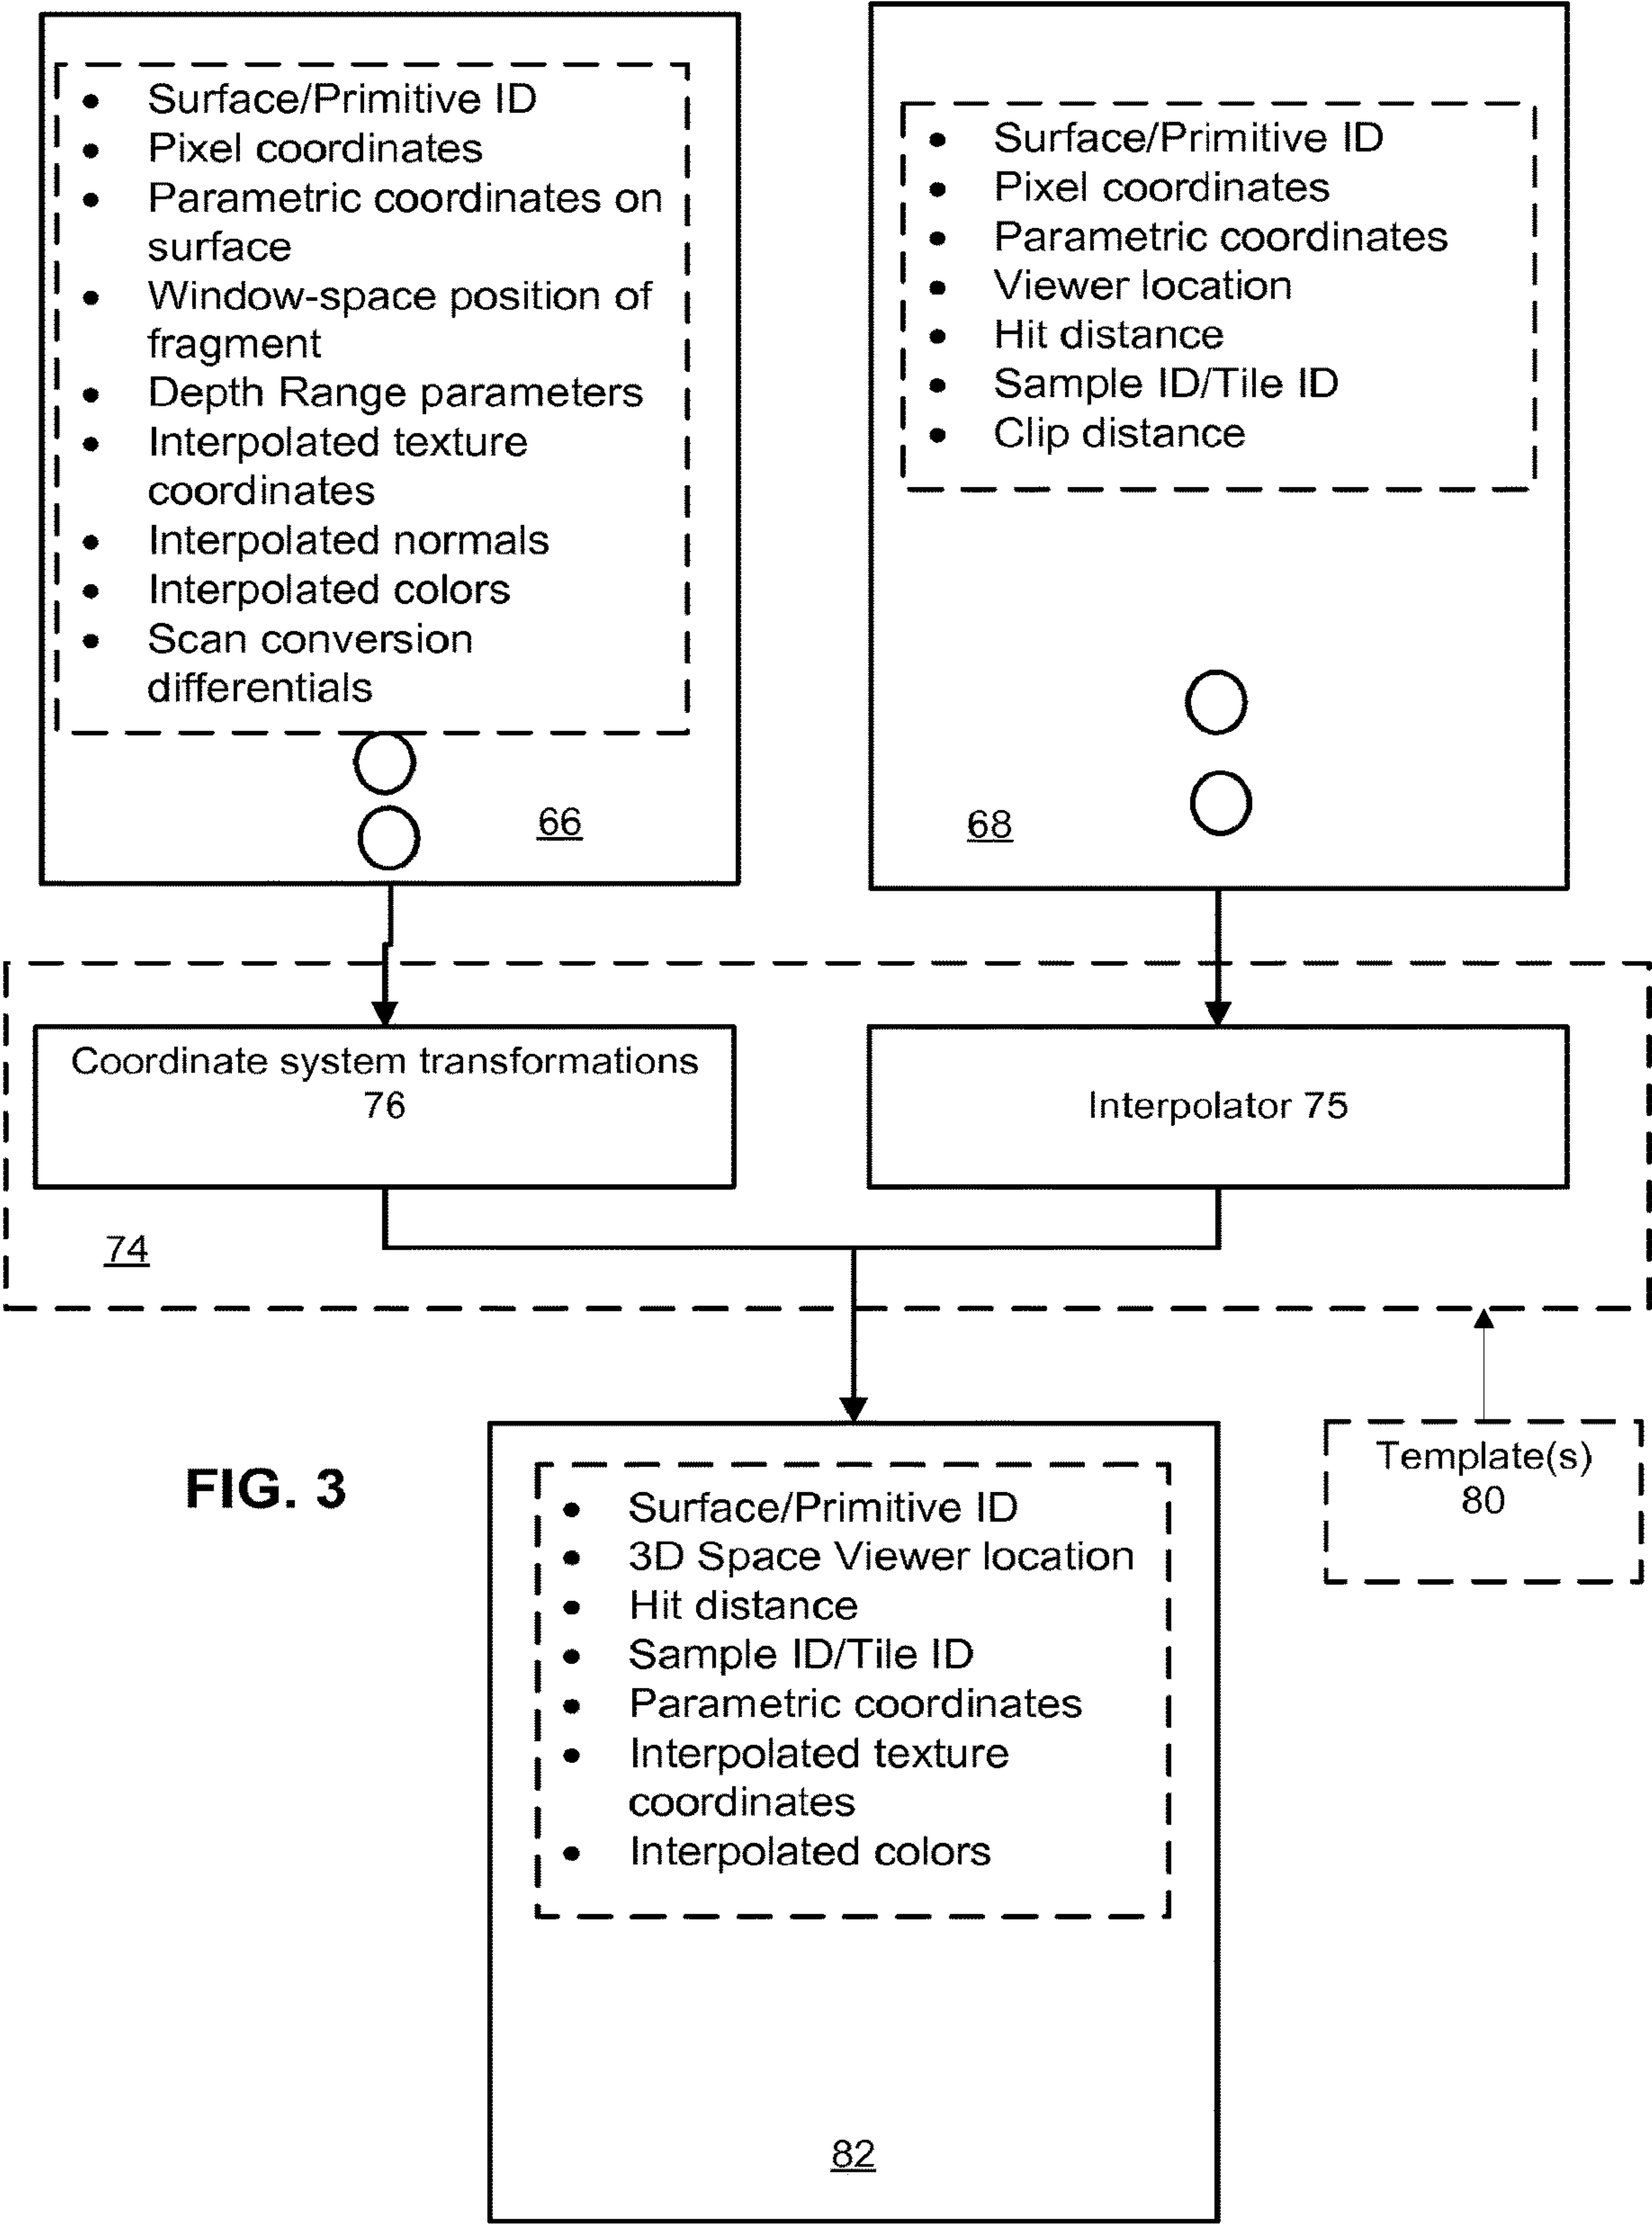 • Surface/Primitive ID
• Pixel coordinates
• Parametric coordinates on
surface
• Window-space position of
fragment
• Depth Range parameters
• Interpolated texture
coordinates
• Interpolated normals
• Interpolated colors
• Scan conversion
differentials
66
• Surface/Primitive ID
• Pixel coordinates
• Parametric coordinates
• Viewer location
• Hit distance
• Sample ID/Tile ID
• Clip distance
68
Coordinate system transformations
76
Interpolator 75
74
Template(s)
80
FIG. 3
• Surface/Primitive ID
• 3D Space Viewer location
• Hit distance
• Sample ID/Tile ID
• Parametric coordinates
• Interpolated texture
coordinates
• Interpolated colors
82